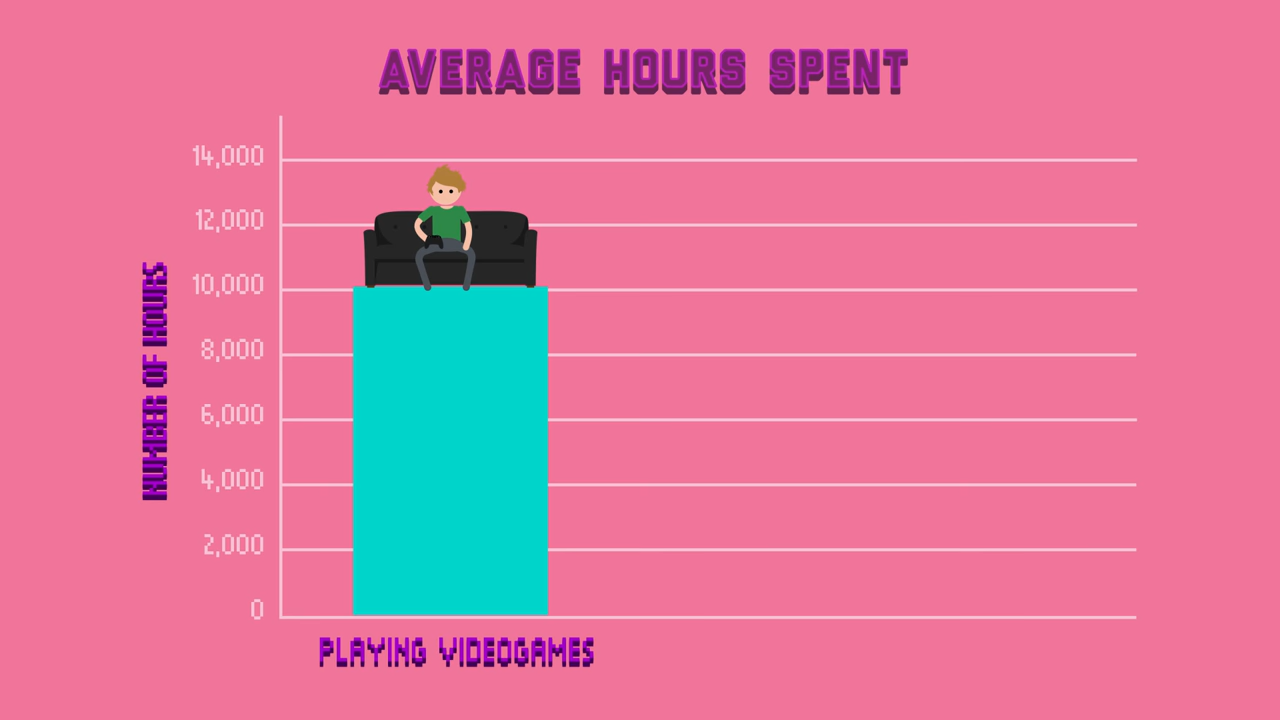 AVERAGE HOURS SPENT
14,000
12,000
10,000
8,000
6,000
4,000
2,000
0
NUMBER OF HOURS
PLAYING VIDEOGAMES